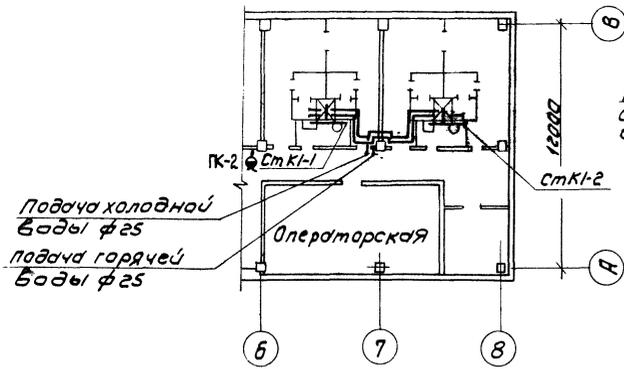 В
12000
ПК-2
СтК1-1
СтК1-2
Подача холодной
воды ф25
Подача горячей
воды ф25
Операторская
А
6
7
8